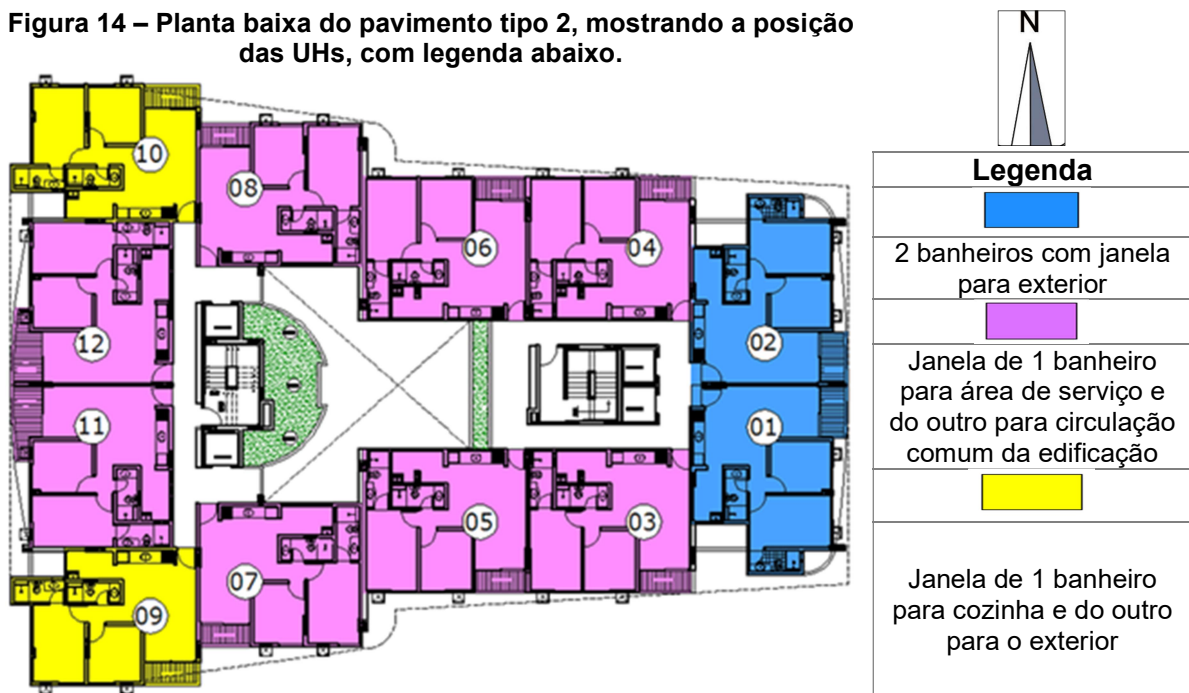 Figura 14 – Planta baixa do pavimento tipo 2, mostrando a posição
das UHs, com legenda abaixo.
N
10
08
06
04
02
12
11
01
05
03
07
09
Legenda
2 banheiros com janela
para exterior
Janela de 1 banheiro
para área de serviço e
do outro para circulação
comum da edificação
Janela de 1 banheiro
para cozinha e do outro
para o exterior